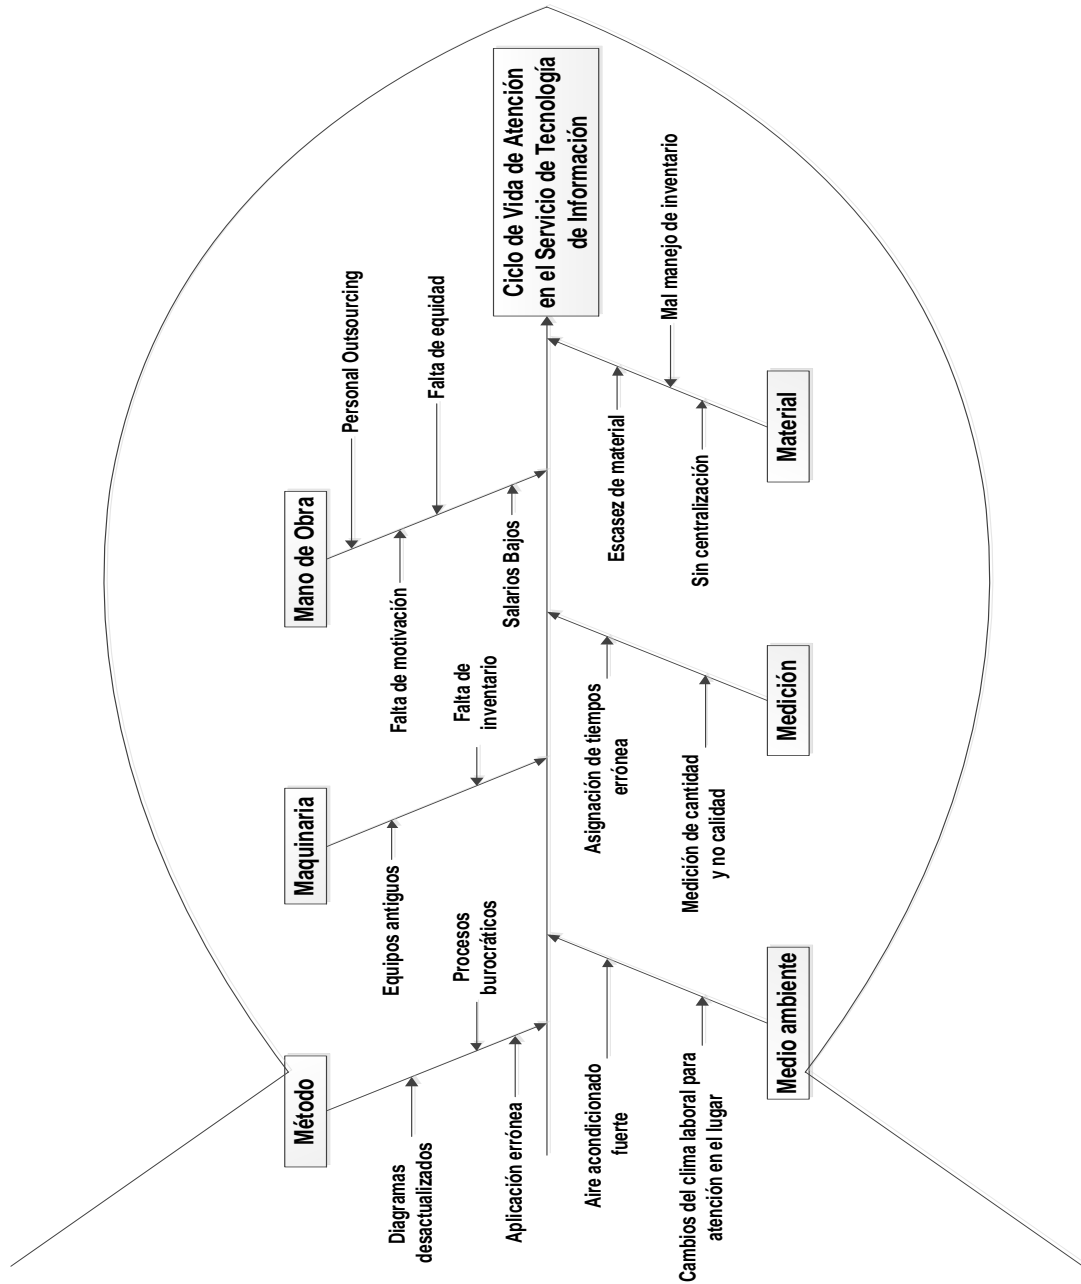 Ciclo de Vida de Atención
en el Servicio de Tecnología
de Información
Método
Diagramas
desactualizados
Procesos
burocráticos
Aplicación errónea
Maquinaria
Equipos antiguos
Falta de
inventario
Mano de Obra
Personal Outsourcing
Falta de motivación
Falta de equidad
Salarios Bajos
Medio ambiente
Aire acondicionado
fuerte
Cambios del clima laboral para
atención en el lugar
Medición
Asignación de tiempos
errónea
Medición de cantidad
y no calidad
Material
Escasez de material
Mal manejo de inventario
Sin centralización